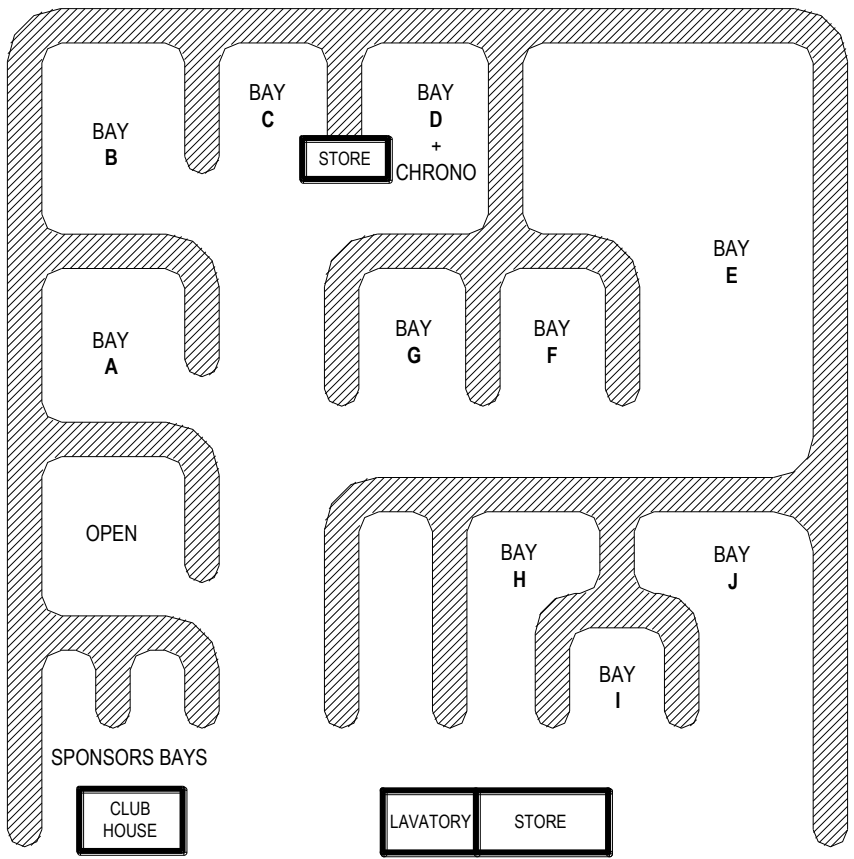 BAY
B
BAY
C
BAY
D
+
CHRONO
STORE
BAY
E
BAY
A
BAY
G
BAY
F
OPEN
BAY
H
BAY
J
BAY
I
SPONSORS BAYS
CLUB
HOUSE
LAVATORY
STORE